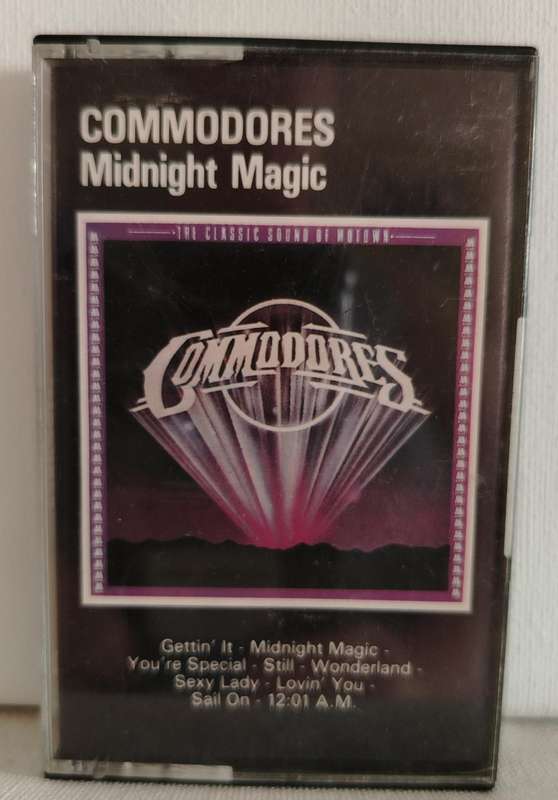 COMMODORES
Midnight Magic
THE CLASSIC SOUND OF MOTOWN
COMMODORES
Gettin' It - Midnight Magic -
You're Special - Still - Wonderland -
Sexy Lady - Lovin' You -
Sail On - 12:01 A.M.